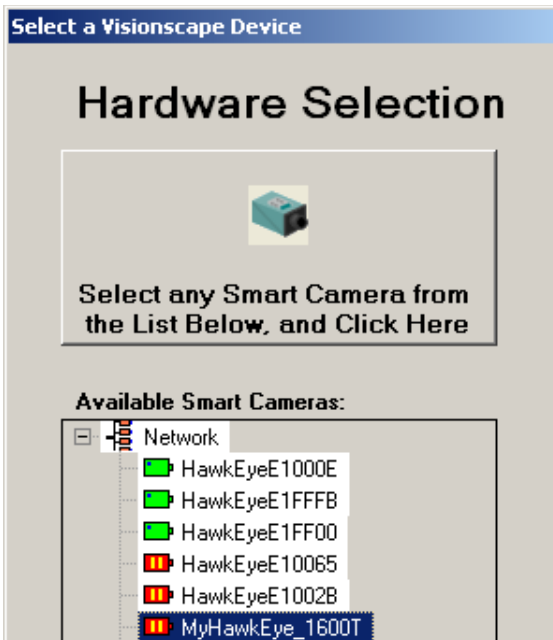 Select a Visionscape Device
Hardware Selection
Select any Smart Camera from
the List Below, and Click Here
Available Smart Cameras:
Network
HawkEyeE1000E
HawkEyeE1FFFB
HawkEyeE1FF00
HawkEyeE10065
HawkEyeE1002B
MyHawkEye_1600T